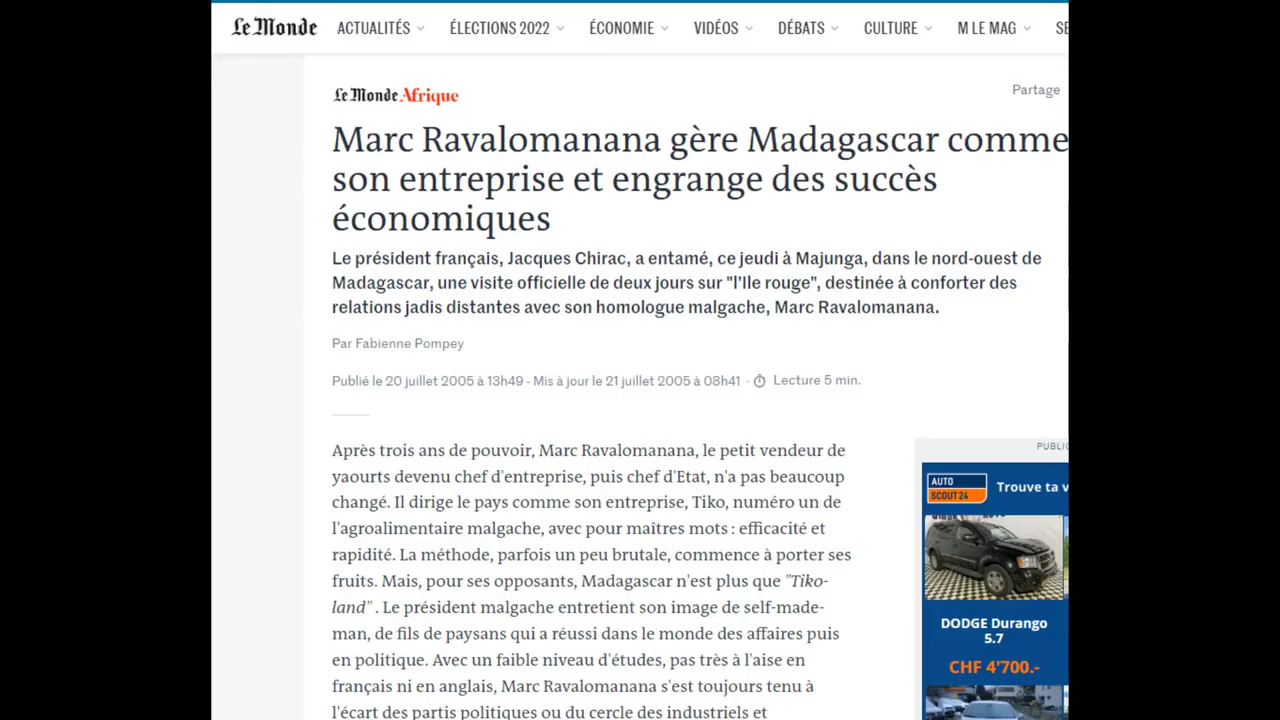 Le Monde ACTUALITÉS ÉLECTIONS 2022 ÉCONOMIE VIDÉOS DÉBATS CULTURE M LE MAG SE
Le Monde Afrique
Partage
Marc Ravalomanana gère Madagascar comme
son entreprise et engrange des succès
économiques
Le président français, Jacques Chirac, a entamé, ce jeudi à Majunga, dans le nord-ouest de
Madagascar, une visite officielle de deux jours sur "l'Ile rouge", destinée à conforter des
relations jadis distantes avec son homologue malgache, Marc Ravalomanana.
Par Fabienne Pompey
Publié le 20 juillet 2005 à 13h49 - Mis à jour le 21 juillet 2005 à 08h41 · Lecture 5 min.
Après trois ans de pouvoir, Marc Ravalomanana, le petit vendeur de
yaourts devenu chef d'entreprise, puis chef d'Etat, n'a pas beaucoup
changé. Il dirige le pays comme son entreprise, Tiko, numéro un de
l'agroalimentaire malgache, avec pour maîtres mots : efficacité et
rapidité. La méthode, parfois un peu brutale, commence à porter ses
fruits. Mais, pour ses opposants, Madagascar n'est plus que "Tiko-
land" . Le président malgache entretient son image de self-made-
man, de fils de paysans qui a réussi dans le monde des affaires puis
en politique. Avec un faible niveau d'études, pas très à l'aise en
français ni en anglais, Marc Ravalomanana s'est toujours tenu à
l'écart des partis politiques ou du cercle des industriels et
PUBLIC
AUTO
SCOUT 24
Trouve ta v
DODGE Durango
5.7
CHF 4'700.-